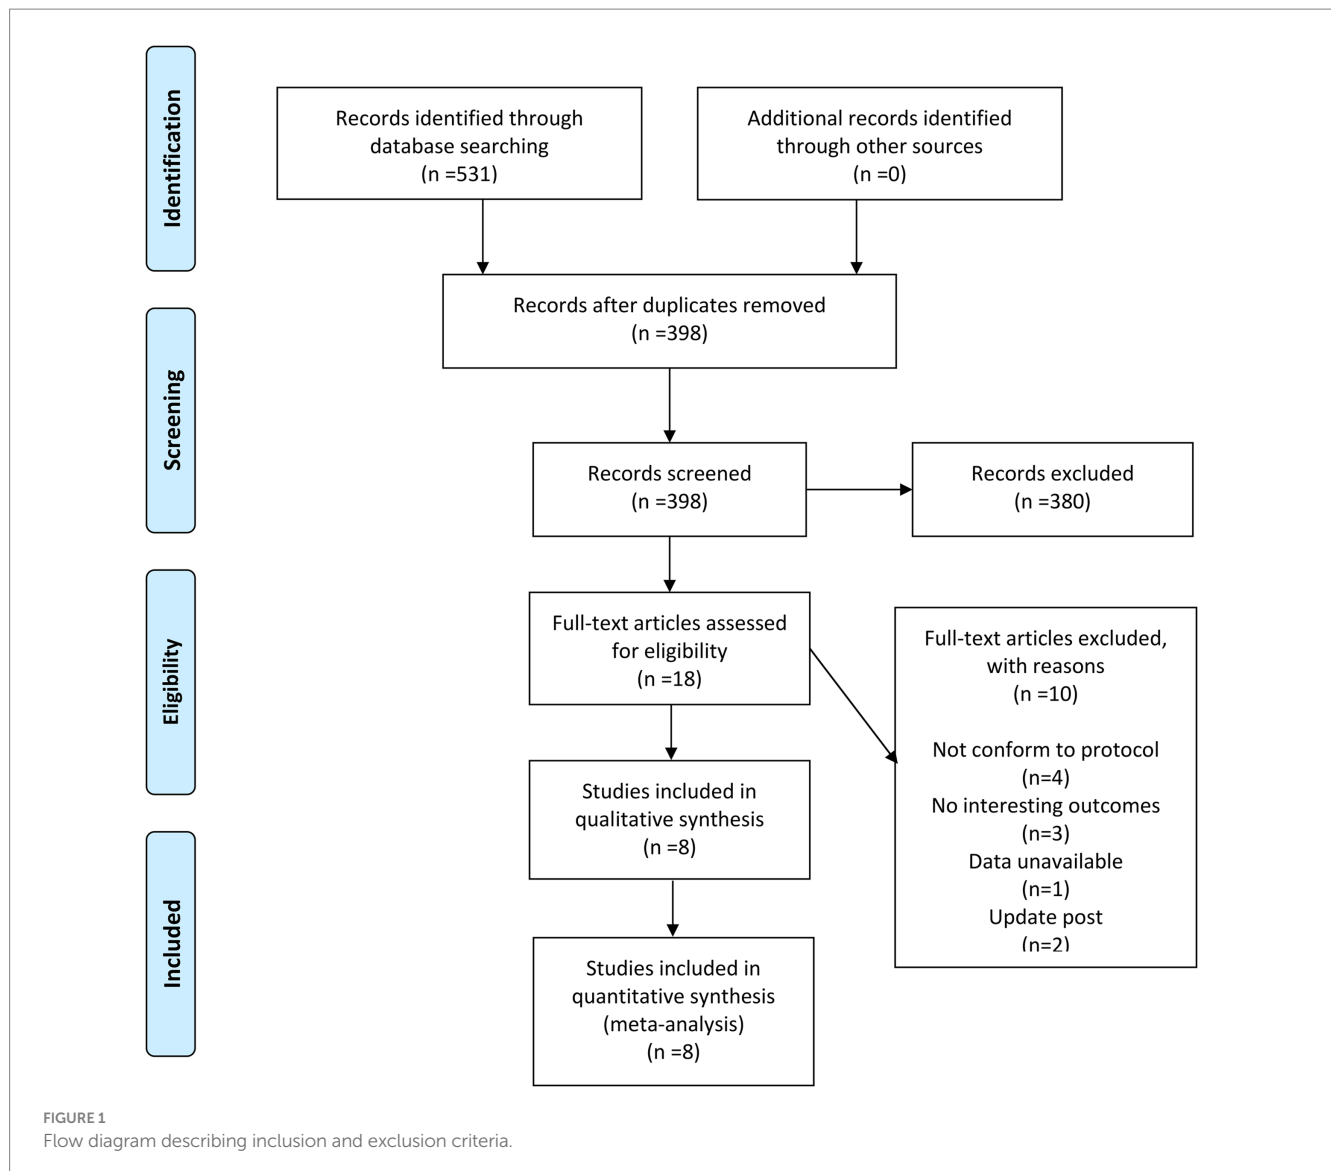 Identification
Records identified through
database searching
(n =531)
Additional records identified
through other sources
(n =0)
Records after duplicates removed
(n =398)
Screening
Records screened
(n =398)
Records excluded
(n =380)
Eligibility
Full-text articles assessed
for eligibility
(n =18)
Full-text articles excluded,
with reasons
(n =10)
Not conform to protocol
(n=4)
No interesting outcomes
(n=3)
Data unavailable
(n=1)
Update post
(n=2)
Studies included in
qualitative synthesis
(n =8)
Included
Studies included in
quantitative synthesis
(meta-analysis)
(n =8)
FIGURE 1
Flow diagram describing inclusion and exclusion criteria.